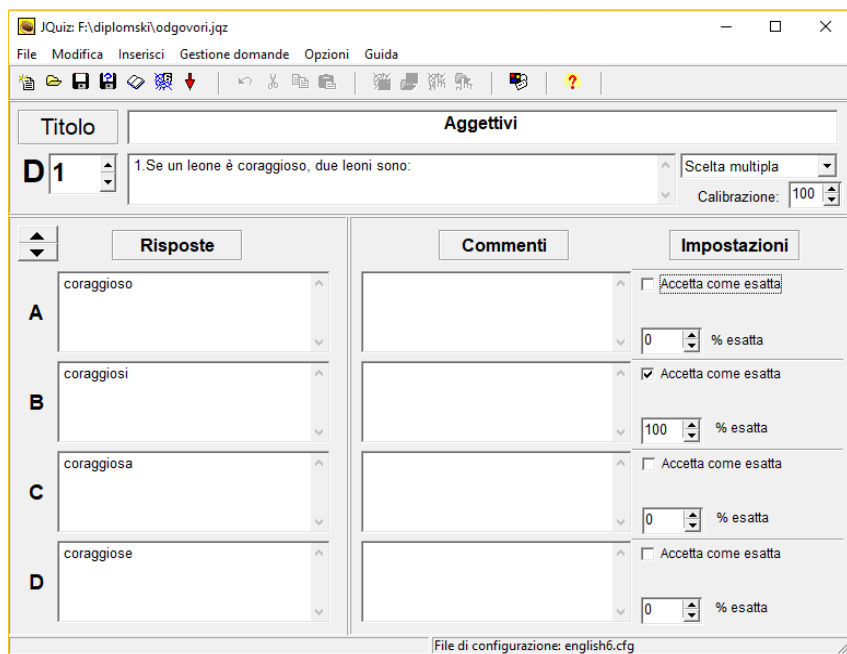 JQuiz: F:\diplomski\odgovori.jqz
File Modifica Inserisci Gestione domande Opzioni Guida
?
Titolo Aggettivi
D 1 1.Se un leone è coraggioso, due leoni sono: Scelta multipla
Calibrazione: 100
Risposte Commenti Impostazioni
A coraggioso Accetta come esatta
0 % esatta
B coraggiosi Accetta come esatta
100 % esatta
C coraggiosa Accetta come esatta
0 % esatta
D coraggiose Accetta come esatta
0 % esatta
File di configurazione: english6.cfg